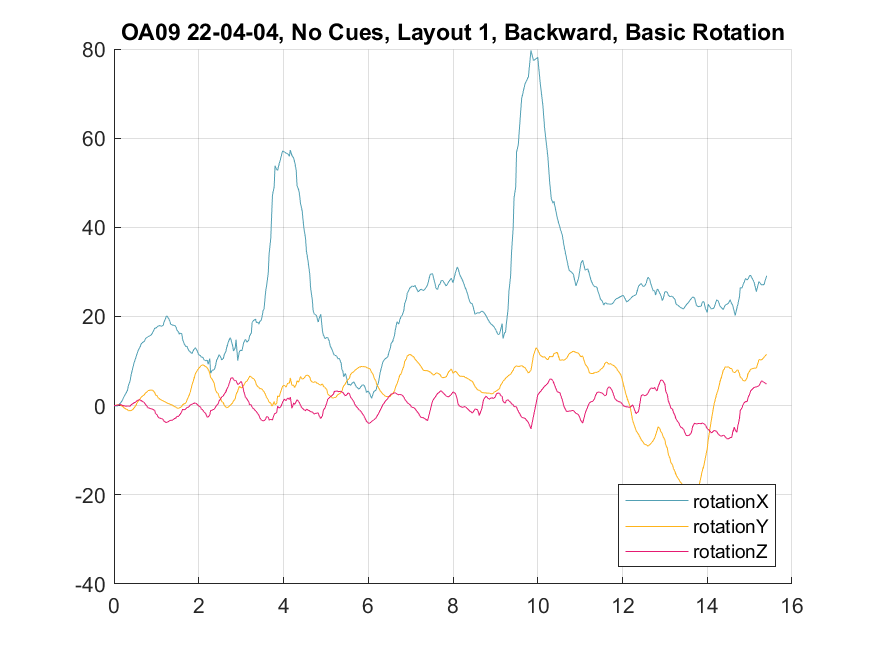 OA09 22-04-04, No Cues, Layout 1, Backward, Basic Rotation
80
60
40
20
0
-20
-40
0 2 4 6 8 10 12 14 16
rotationX
rotationY
rotationZ